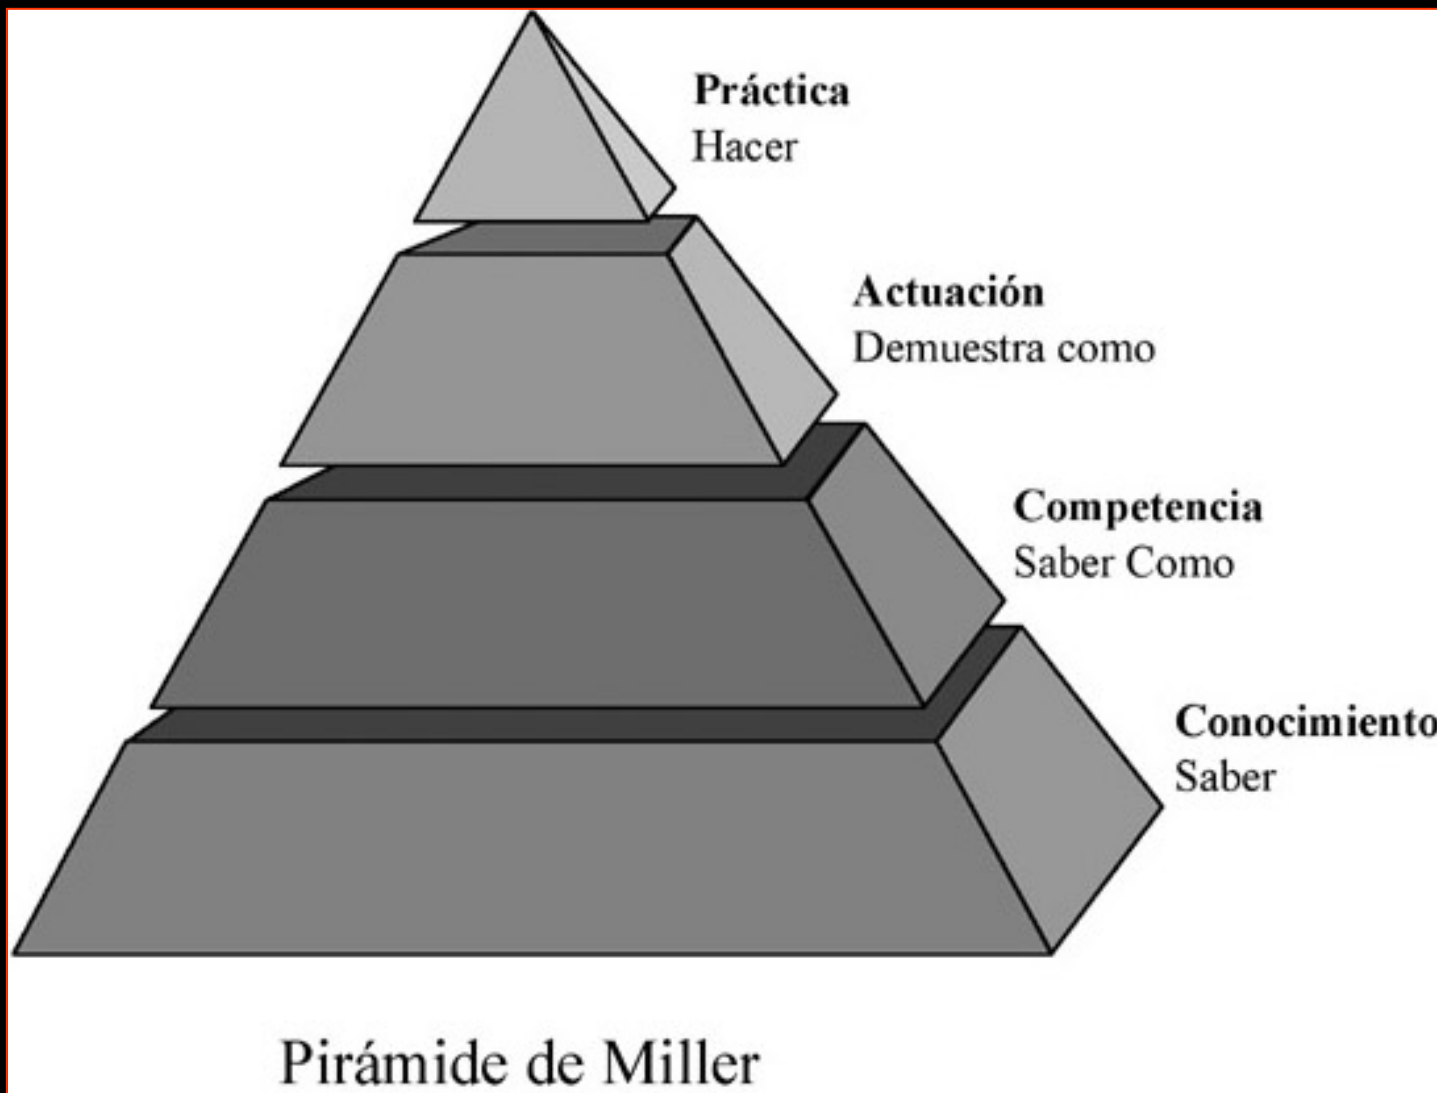 Práctica
Hacer
Actuación
Demuestra como
Competencia
Saber Como
Conocimiento
Saber
Pirámide de Miller